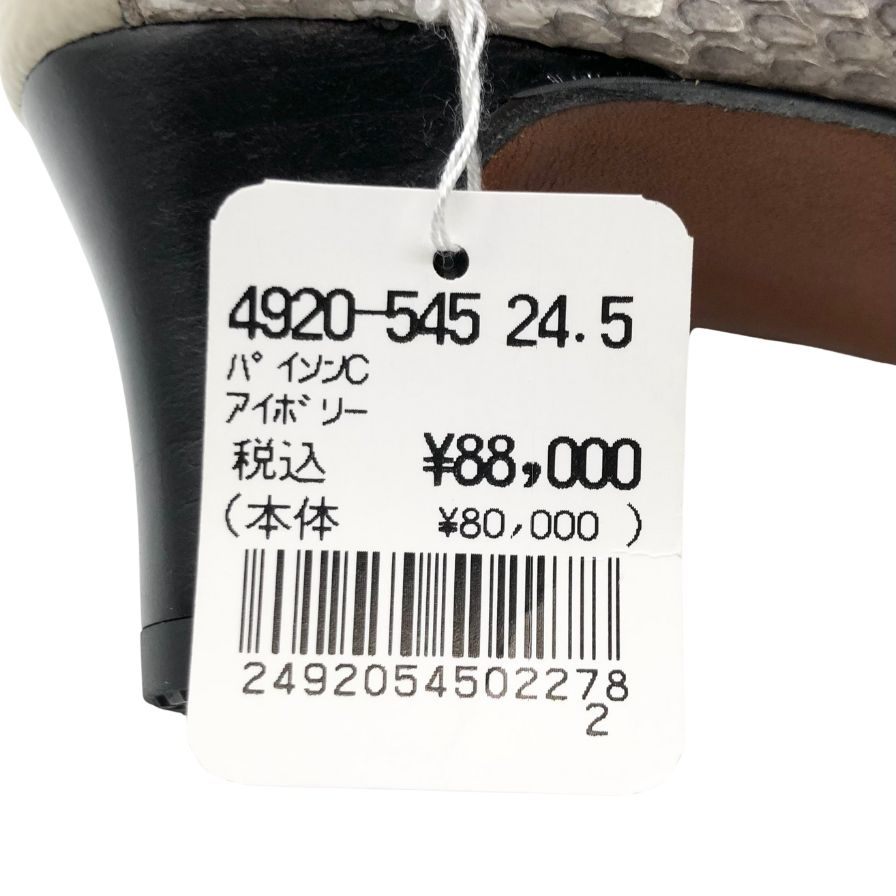 4920-545 24.5
パイソンC
アイボリー
税込 ¥88,000
(本体 ¥80,000 )
2492054502278
2